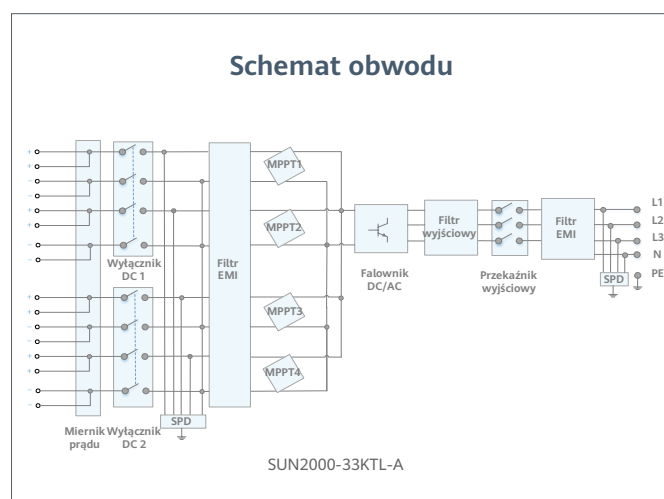 Schemat obwodu
+
+
−
−
+
+
−
−
+
+
−
−
+
+
−
−
Wyłącznik
DC 1
Filtr
EMI
MPPT1
MPPT2
MPPT3
MPPT4
Falownik
DC/AC
Filtr
wyjściowy
Przekaźnik
wyjściowy
Filtr
EMI
L1
L2
L3
N
PE
SPD
SPD
Miernik
prądu
Wyłącznik
DC 2
SUN2000-33KTL-A